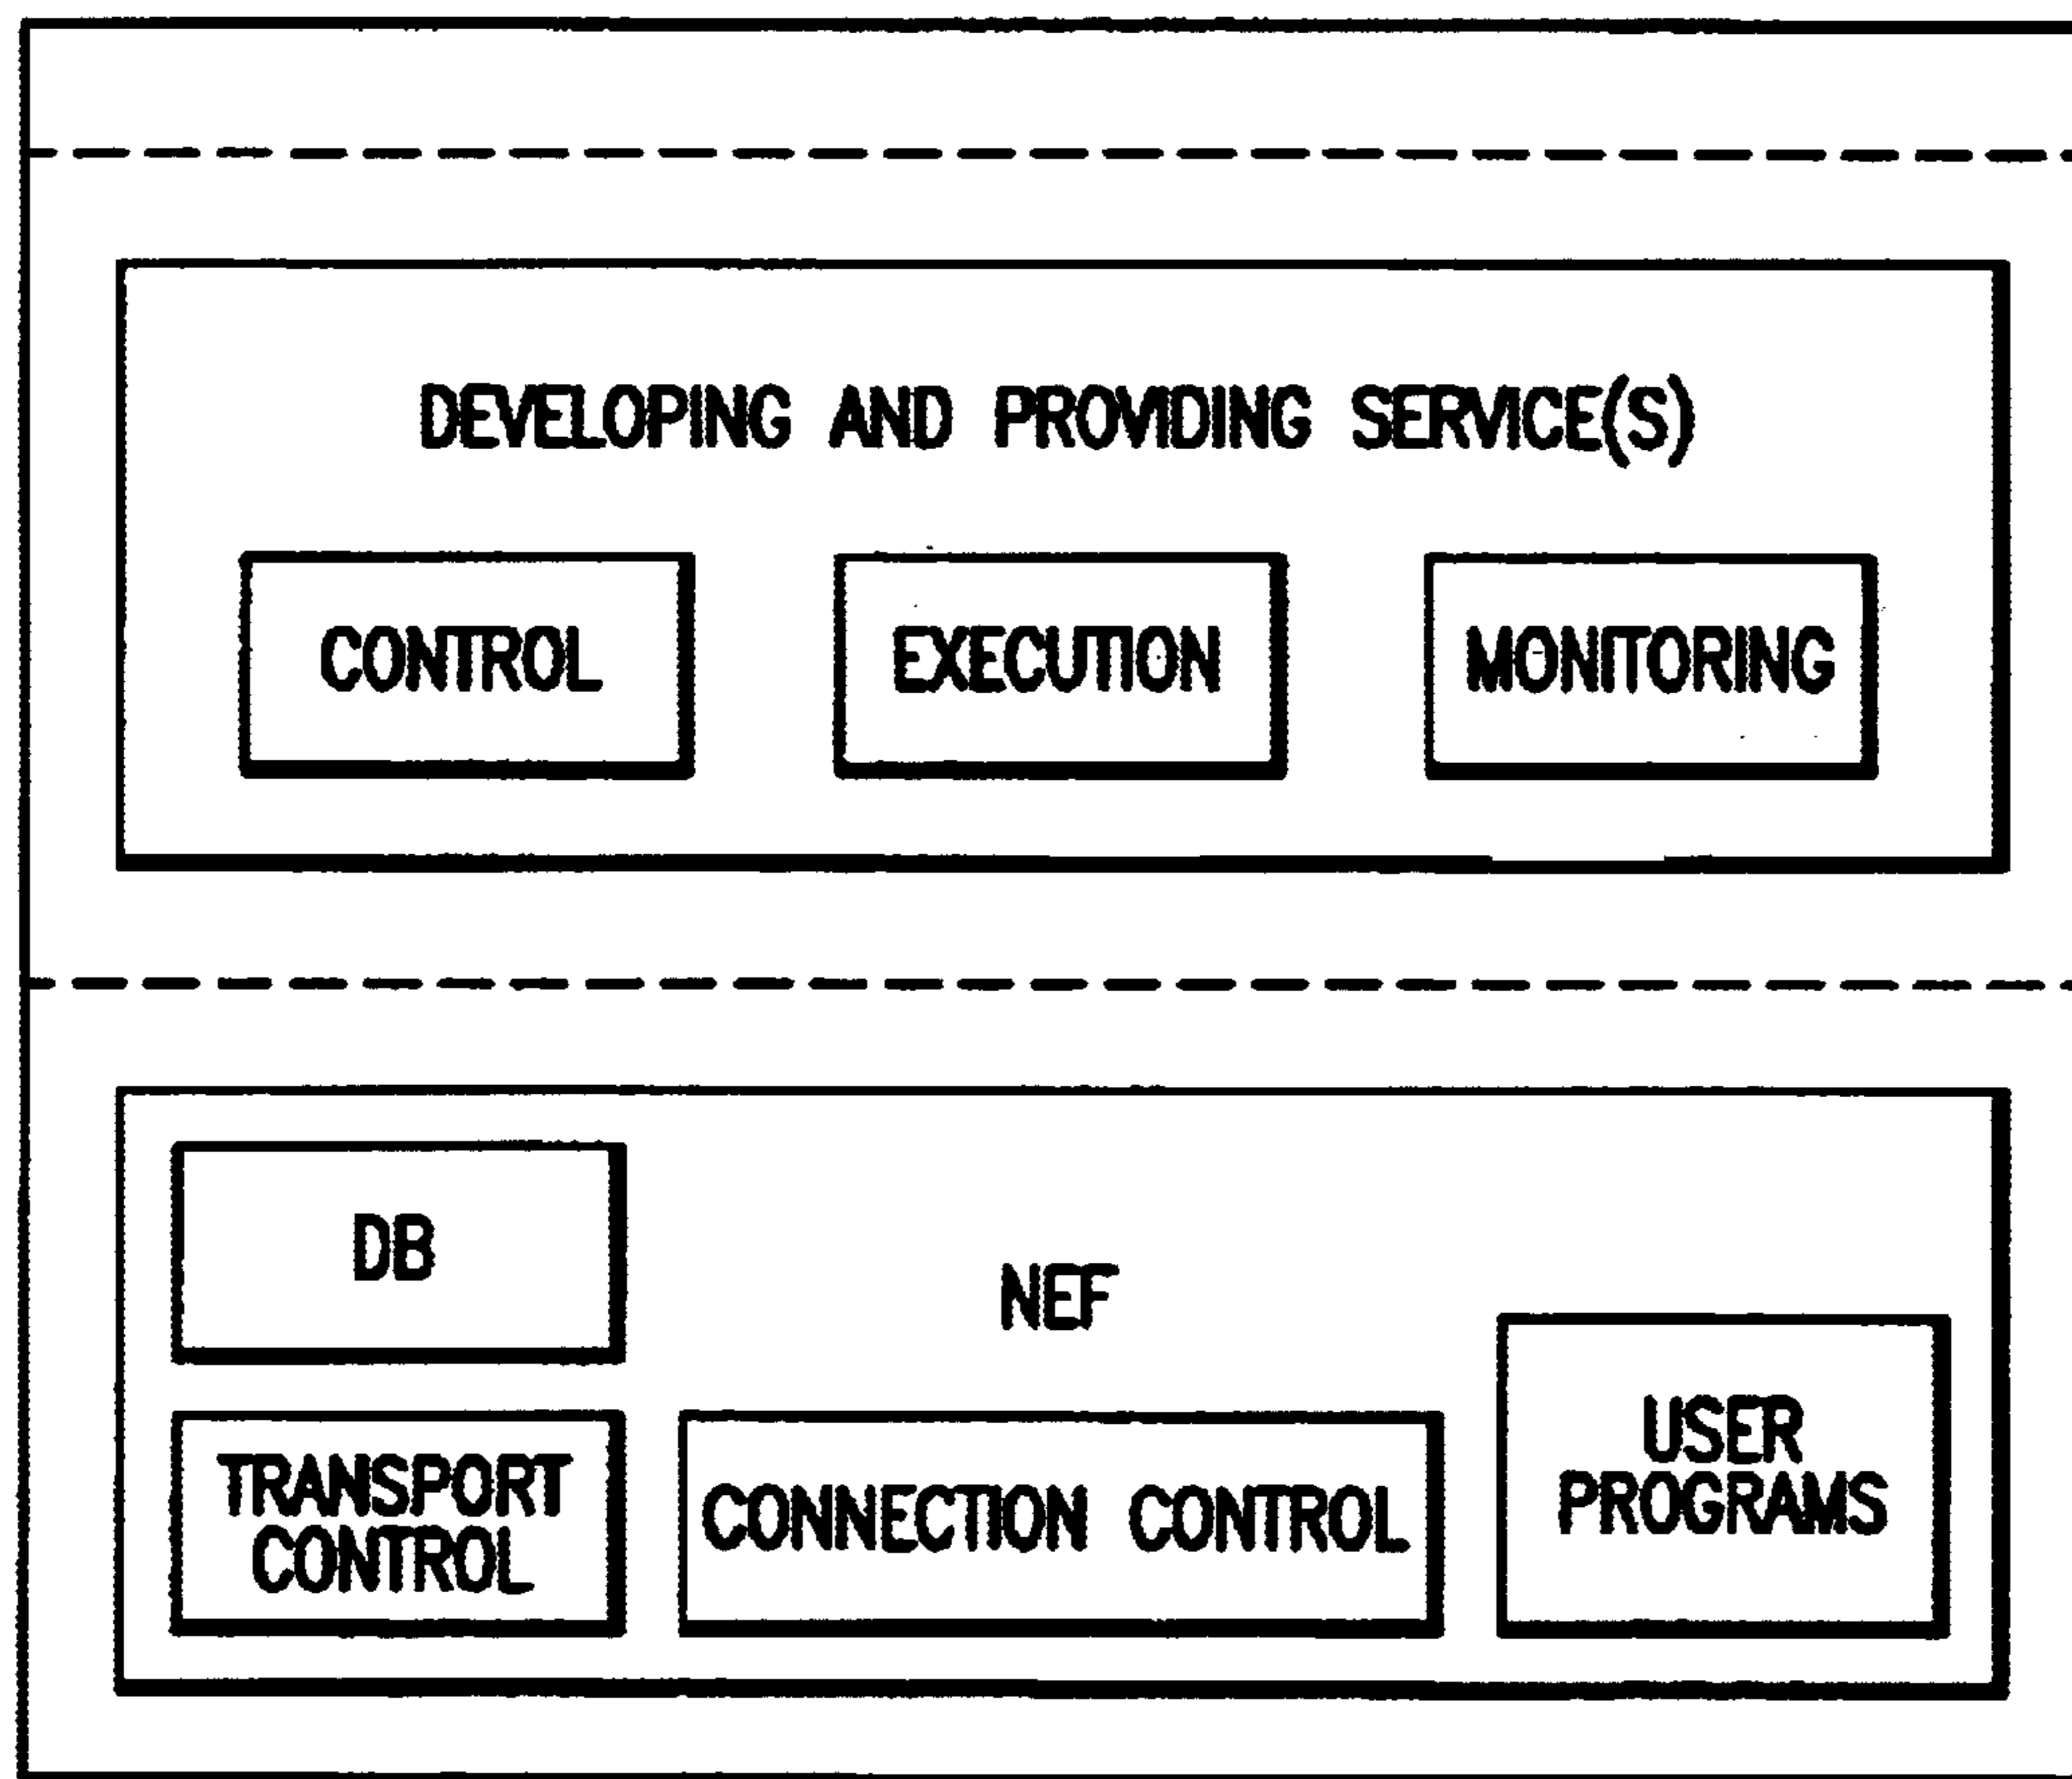 DEVELOPING AND PROVIDING SERVICE(S)
CONTROL
EXECUTION
MONITORING
DB
NEF
TRANSPORT
CONTROL
CONNECTION CONTROL
USER
PROGRAMS